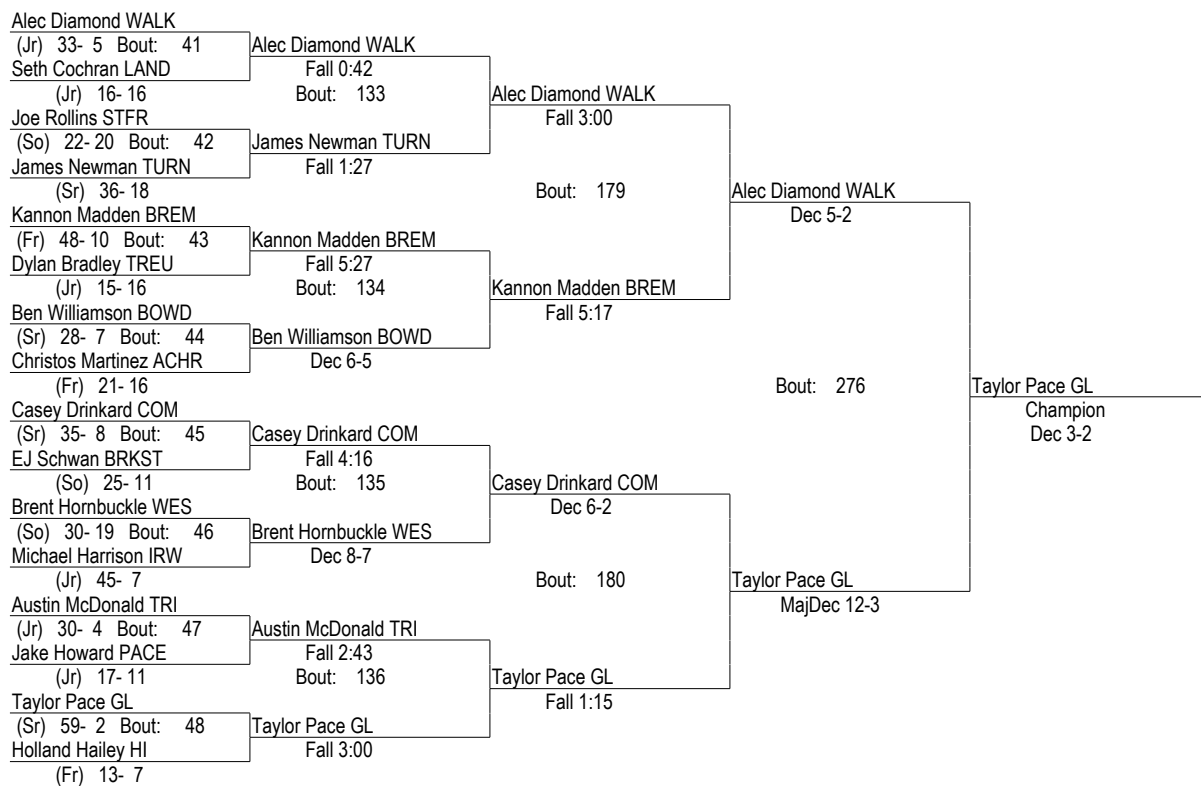 Alec Diamond WALK
(Jr) 33- 5 Bout: 41
Seth Cochran LAND
(Jr) 16- 16
Joe Rollins STFR
(So) 22- 20 Bout: 42
James Newman TURN
(Sr) 36- 18
Kannon Madden BREM
(Fr) 48- 10 Bout: 43
Dylan Bradley TREU
(Jr) 15- 16
Ben Williamson BOWD
(Sr) 28- 7 Bout: 44
Christos Martinez ACHR
(Fr) 21- 16
Casey Drinkard COM
(Sr) 35- 8 Bout: 45
EJ Schwan BRKST
(So) 25- 11
Brent Hornbuckle WES
(So) 30- 19 Bout: 46
Michael Harrison IRW
(Jr) 45- 7
Austin McDonald TRI
(Jr) 30- 4 Bout: 47
Jake Howard PACE
(Jr) 17- 11
Taylor Pace GL
(Sr) 59- 2 Bout: 48
Holland Hailey HI
(Fr) 13- 7
Alec Diamond WALK
Fall 0:42
Bout: 133
James Newman TURN
Fall 1:27
Kannon Madden BREM
Fall 5:27
Bout: 134
Ben Williamson BOWD
Dec 6-5
Casey Drinkard COM
Fall 4:16
Bout: 135
Brent Hornbuckle WES
Dec 8-7
Austin McDonald TRI
Fall 2:43
Bout: 136
Taylor Pace GL
Fall 3:00
Alec Diamond WALK
Fall 3:00
Bout: 179
Kannon Madden BREM
Fall 5:17
Casey Drinkard COM
Dec 6-2
Bout: 180
Taylor Pace GL
Fall 1:15
Alec Diamond WALK
Dec 5-2
Bout: 276
Taylor Pace GL
MajDec 12-3
Taylor Pace GL
Champion
Dec 3-2